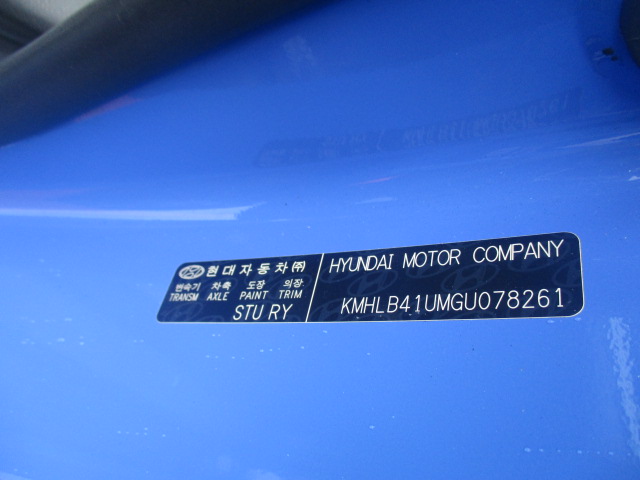 현대자동차㈜
변속기 차축 도장 의장
TRANSM AXLE PAINT TRIM
STU RY
HYUNDAI MOTOR COMPANY
KMHLB41UMGU078261